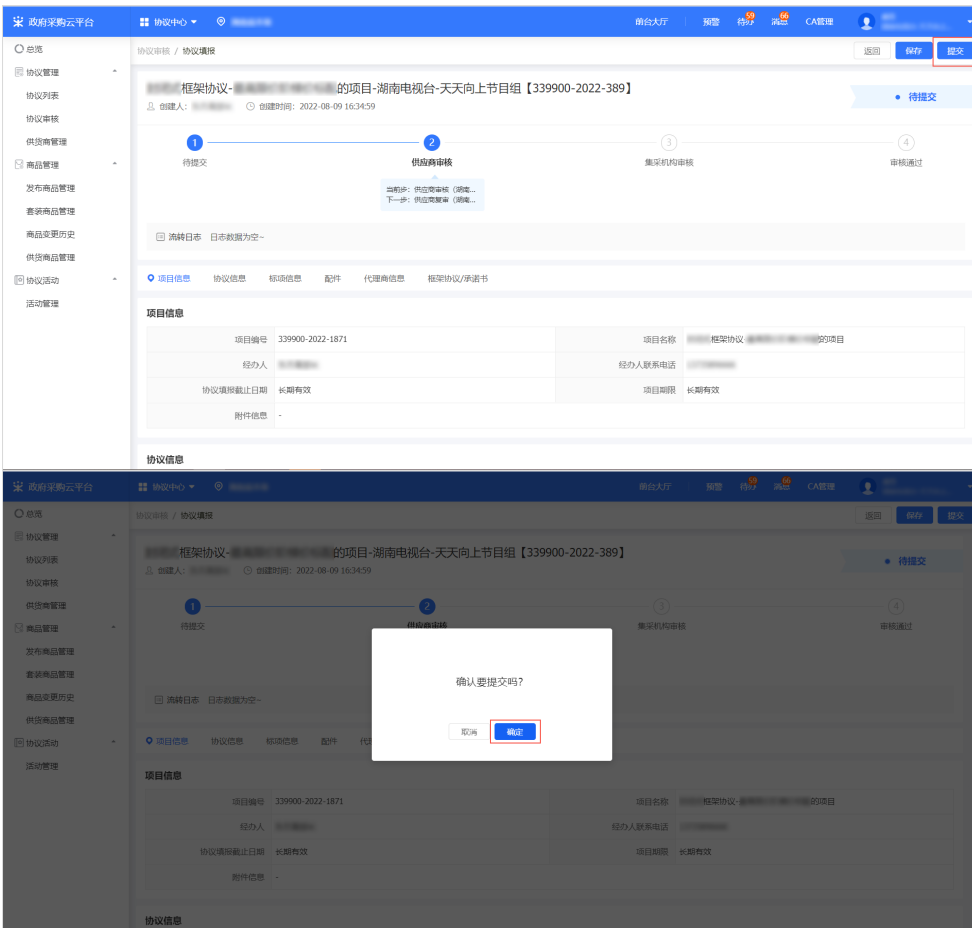 政府采购云平台
协议中心
前台大厅 预警 待办 59 消息 66 CA管理
总览
协议管理
协议列表
协议审核
供货商管理
商品管理
发布商品管理
套装商品管理
商品变更历史
供货商品管理
协议活动
活动管理
协议审核 / 协议填报
返回 保存 提交
框架协议- 的项目-湖南电视台-天天向上节目组【339900-2022-389】
创建人: 创建时间: 2022-08-09 16:34:59
待提交
1 2 3 4
待提交 供应商审核 集采机构审核 审核通过
当前步: 供应商审核 (湖南...
下一步: 供应商复审 (湖南...
流转日志 日志数据为空~
项目信息 协议信息 标项信息 配件 代理商信息 框架协议/承诺书
项目信息
项目编号 339900-2022-1871 项目名称 框架协议- 的项目
经办人 经办人联系电话
协议填报截止日期 长期有效 项目期限 长期有效
附件信息 -
协议信息
政府采购云平台
协议中心
前台大厅 预警 待办 59 消息 66 CA管理
总览
协议管理
协议列表
协议审核
供货商管理
商品管理
发布商品管理
套装商品管理
商品变更历史
供货商品管理
协议活动
活动管理
协议审核 / 协议填报
返回 保存 提交
框架协议- 的项目-湖南电视台-天天向上节目组【339900-2022-389】
创建人: 创建时间: 2022-08-09 16:34:59
待提交
1 2 3 4
待提交 供应商审核 集采机构审核 审核通过
确认要提交吗?
取消 确定
流转日志 日志数据为空~
项目信息 协议信息 标项信息 配件
项目信息
项目编号 339900-2022-1871 项目名称 框架协议- 的项目
经办人 经办人联系电话
协议填报截止日期 长期有效 项目期限 长期有效
附件信息 -
协议信息